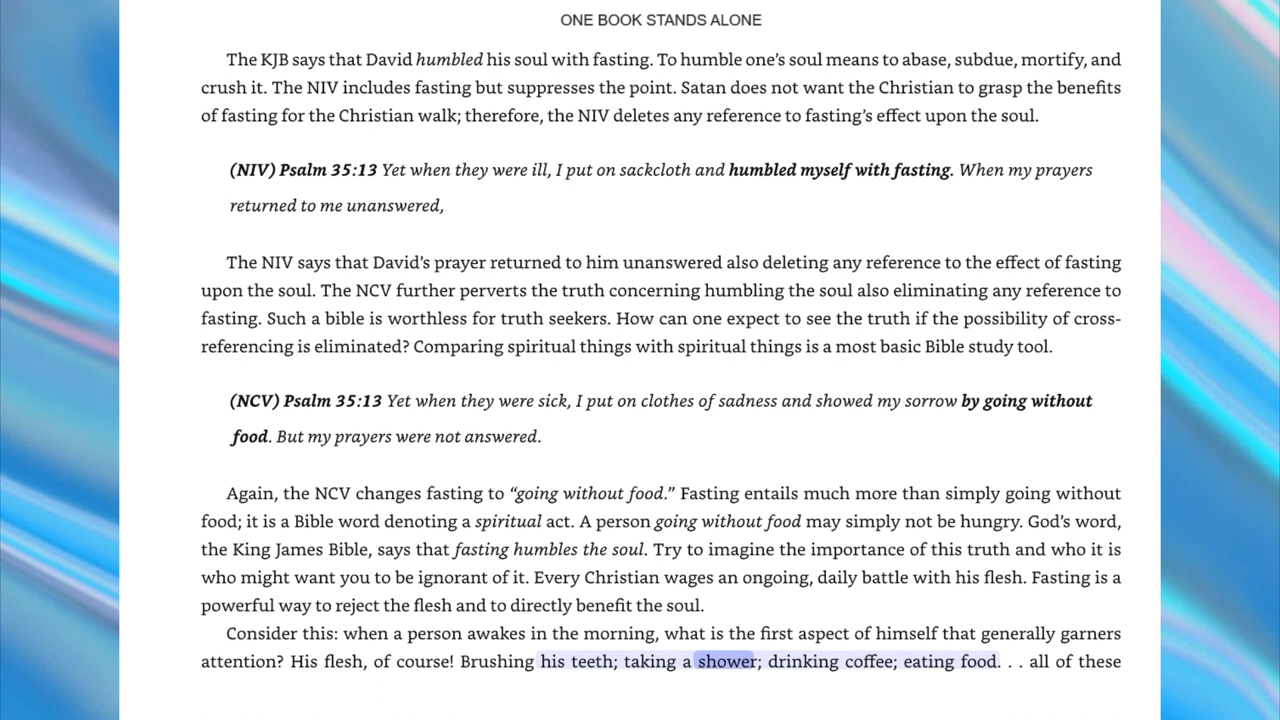 ONE BOOK STANDS ALONE
The KJB says that David humbled his soul with fasting. To humble one’s soul means to abase, subdue, mortify, and
crush it. The NIV includes fasting but suppresses the point. Satan does not want the Christian to grasp the benefits
of fasting for the Christian walk; therefore, the NIV deletes any reference to fasting’s effect upon the soul.
(NIV) Psalm 35:13 Yet when they were ill, I put on sackcloth and humbled myself with fasting. When my prayers
returned to me unanswered,
The NIV says that David’s prayer returned to him unanswered also deleting any reference to the effect of fasting
upon the soul. The NCV further perverts the truth concerning humbling the soul also eliminating any reference to
fasting. Such a bible is worthless for truth seekers. How can one expect to see the truth if the possibility of cross-
referencing is eliminated? Comparing spiritual things with spiritual things is a most basic Bible study tool.
(NCV) Psalm 35:13 Yet when they were sick, I put on clothes of sadness and showed my sorrow by going without
food. But my prayers were not answered.
Again, the NCV changes fasting to “going without food.” Fasting entails much more than simply going without
food; it is a Bible word denoting a spiritual act. A person going without food may simply not be hungry. God’s word,
the King James Bible, says that fasting humbles the soul. Try to imagine the importance of this truth and who it is
who might want you to be ignorant of it. Every Christian wages an ongoing, daily battle with his flesh. Fasting is a
powerful way to reject the flesh and to directly benefit the soul.
Consider this: when a person awakes in the morning, what is the first aspect of himself that generally garners
attention? His flesh, of course! Brushing his teeth; taking a shower; drinking coffee; eating food. . . all of these